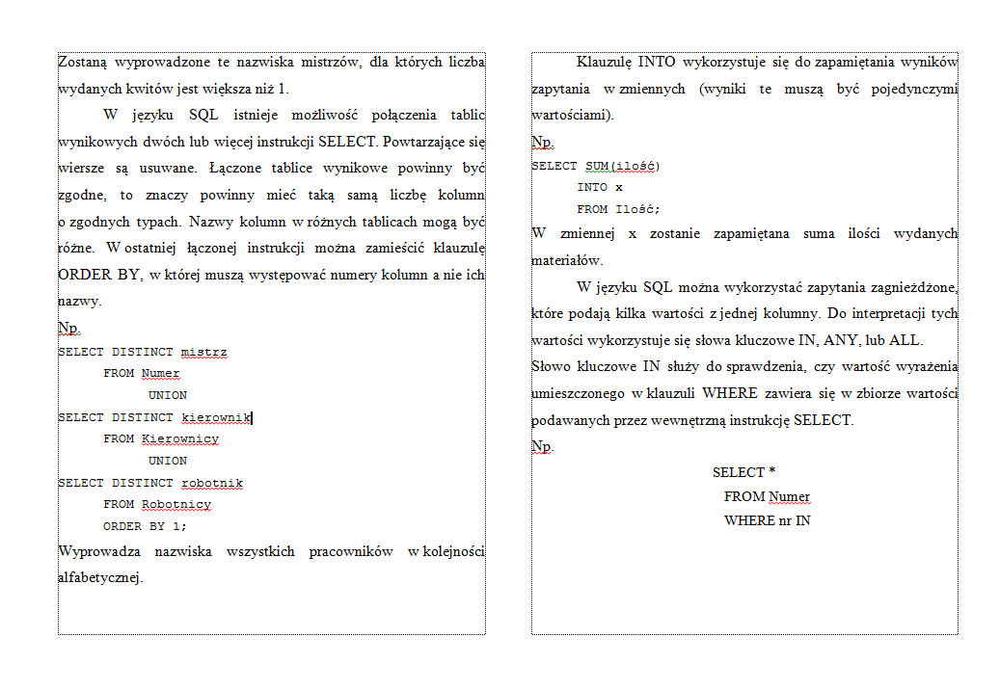 Zostaną wyprowadzone te nazwiska mistrzów, dla których liczba
wydanych kwitów jest większa niż 1.
W języku SQL istnieje możliwość połączenia tablic
wynikowych dwóch lub więcej instrukcji SELECT. Powtarzające się
wiersze są usuwane. Łączone tablice wynikowe powinny być
zgodne, to znaczy powinny mieć taką samą liczbę kolumn
o zgodnych typach. Nazwy kolumn w różnych tablicach mogą być
różne. W ostatniej łączonej instrukcji można zamieścić klauzulę
ORDER BY, w której muszą występować numery kolumn a nie ich
nazwy.
Np.
SELECT DISTINCT mistrz
FROM Numer
UNION
SELECT DISTINCT kierownik
FROM Kierownicy
UNION
SELECT DISTINCT robotnik
FROM Robotnicy
ORDER BY 1;
Wyprowadza nazwiska wszystkich pracowników w kolejności
alfabetycznej.
Klauzulę INTO wykorzystuje się do zapamiętania wyników
zapytania w zmiennych (wyniki te muszą być pojedynczymi
wartościami).
Np.
SELECT SUM(ilość)
INTO x
FROM Ilość;
W zmiennej x zostanie zapamiętana suma ilości wydanych
materiałów.
W języku SQL można wykorzystać zapytania zagnieżdżone,
które podają kilka wartości z jednej kolumny. Do interpretacji tych
wartości wykorzystuje się słowa kluczowe IN, ANY, lub ALL.
Słowo kluczowe IN służy do sprawdzenia, czy wartość wyrażenia
umieszczonego w klauzuli WHERE zawiera się w zbiorze wartości
podawanych przez wewnętrzną instrukcję SELECT.
Np.
SELECT *
FROM Numer
WHERE nr IN